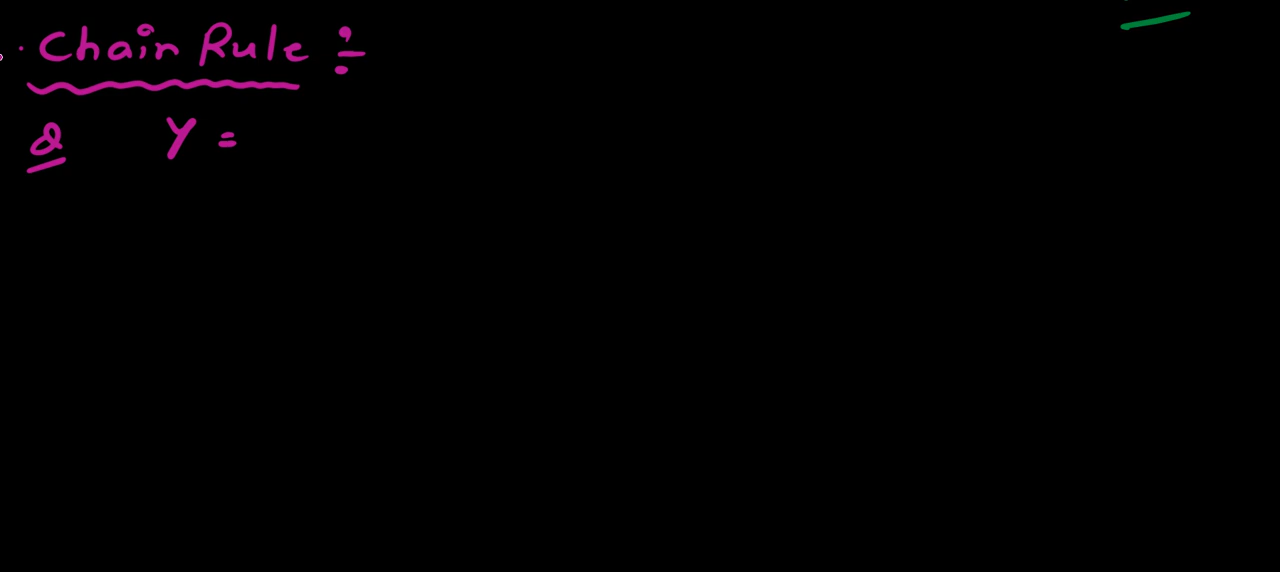 Chain Rule :-
Q Y =